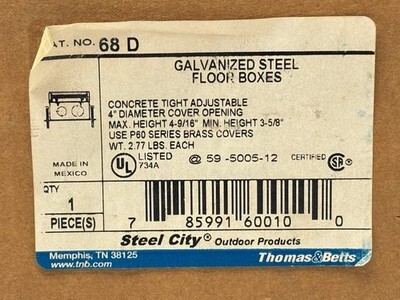 AT. NO. 68 D
GALVANIZED STEEL
FLOOR BOXES
CONCRETE TIGHT ADJUSTABLE
4" DIAMETER COVER OPENING
MAX. HEIGHT 4-9/16" MIN. HEIGHT 3-5/8"
USE P60 SERIES BRASS COVERS
WT. 2.77 LBS. EACH
MADE IN
MEXICO
UL LISTED
734A
@ 59-5005-12
CERTIFIED SA®
QTY
1
PIECE(S)
7 85991 60010 0
Steel City® Outdoor Products
Memphis, TN 38125
www.tnb.com
Thomas&Betts